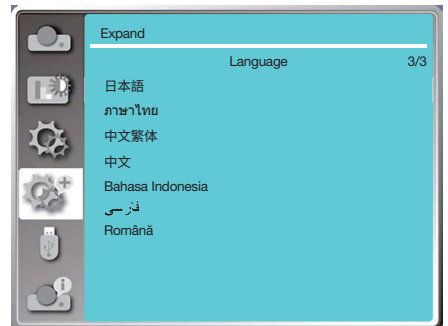 Expand
Language 3/3
日本語
ภาษาไทย
中文繁体
中文
Bahasa Indonesia
فارسی
Română